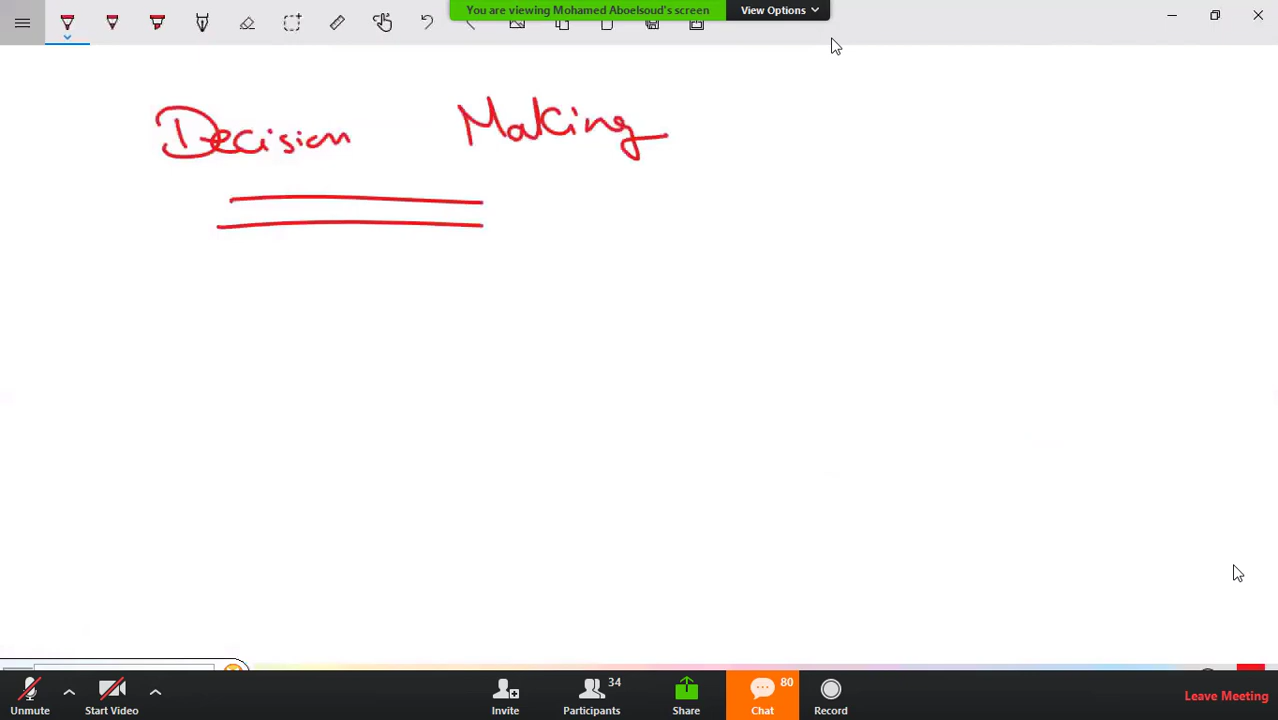 You are viewing Mohamed Aboelsoud's screen View Options
Decision Making
Unmute Start Video Invite Participants 34 Share Chat 80 Record Leave Meeting